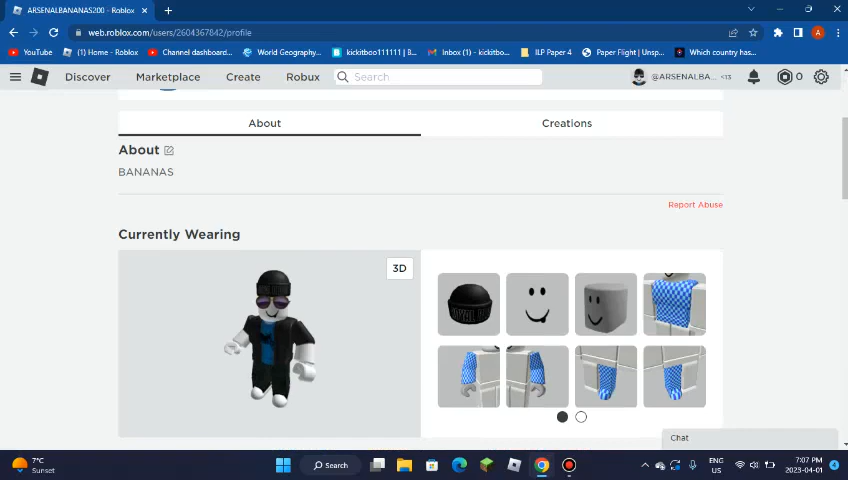 ARSENALBANANAS200 - Roblox
web.roblox.com/users/2604367842/profile
YouTube
(1) Home - Roblox
Channel dashboard...
World Geography...
kickitboo111111 | B...
Inbox (1) - kickitbo...
ILP Paper 4
Paper Flight | Unsp...
Which country has...
A
Discover
Marketplace
Create
Robux
Search
@ARSENALBA... <13
0
About
Creations
About
BANANAS
Report Abuse
Currently Wearing
3D
Chat
7°C
Sunset
Search
ENG
US
7:07 PM
2023-04-01
4